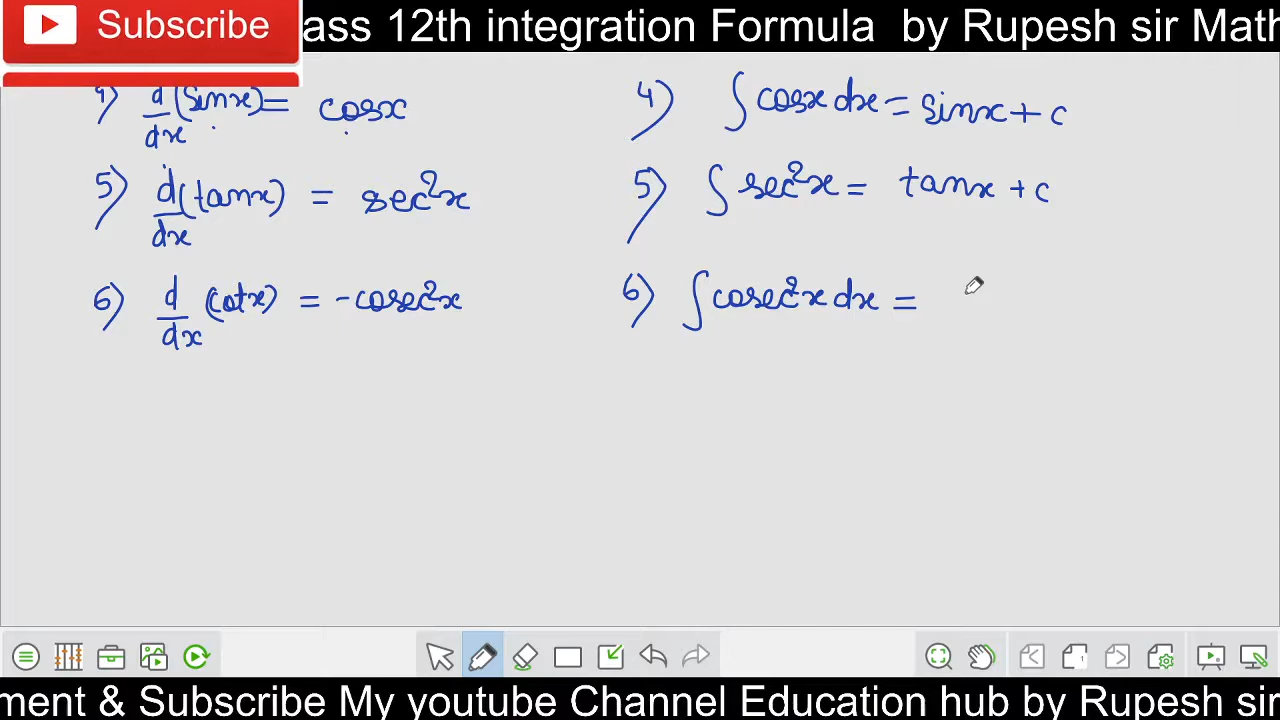 Subscribe
ass 12th integration Formula by Rupesh sir Math
4) d/dx (sinx) = cosx
4) ∫ cosx dx = sinx + c
5) d/dx (tanx) = sec²x
5) ∫ sec²x = tanx + c
6) d/dx (cotx) = -cosec²x
6) ∫ cosec²x dx =
ment & Subscribe My youtube Channel Education hub by Rupesh sir